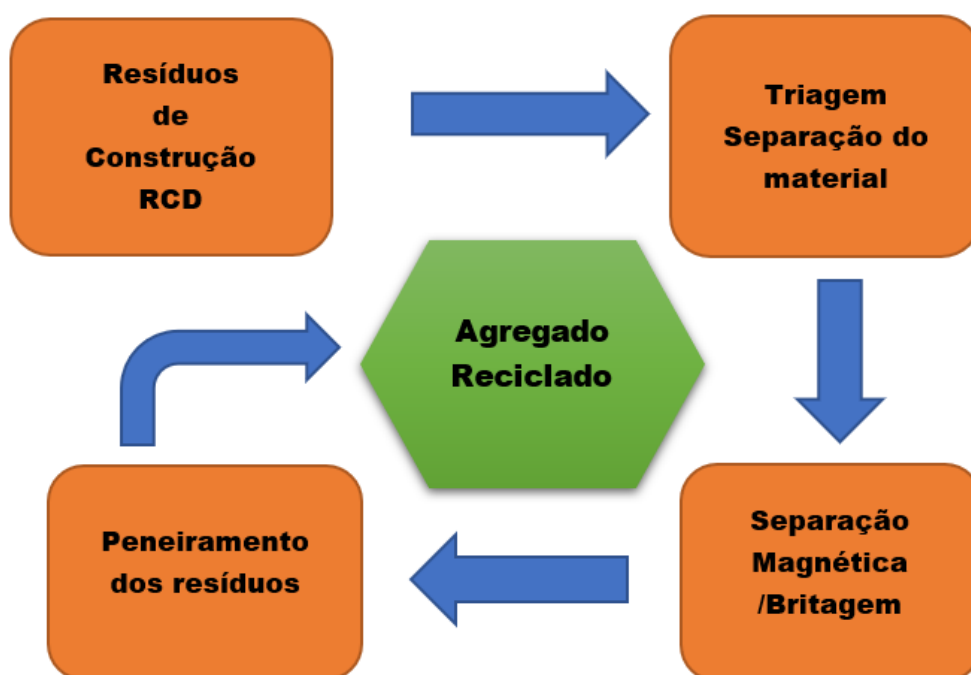 Resíduos
de
Construção
RCD
Triagem
Separação do
material
Agregado
Reciclado
Separação
Magnética
/Britagem
Peneiramento
dos resíduos